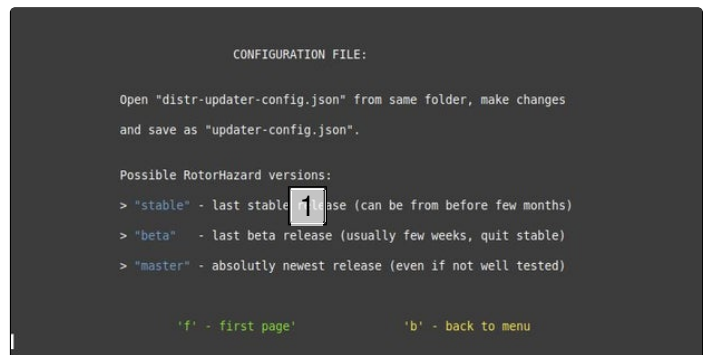 CONFIGURATION FILE:
Open "distr-updater-config.json" from same folder, make changes
and save as "updater-config.json".
Possible RotorHazard versions:
> "stable" - last stable release (can be from before few months)
> "beta" - last beta release (usually few weeks, quit stable)
> "master" - absolutly newest release (even if not well tested)
1
'f' - first page' 'b' - back to menu